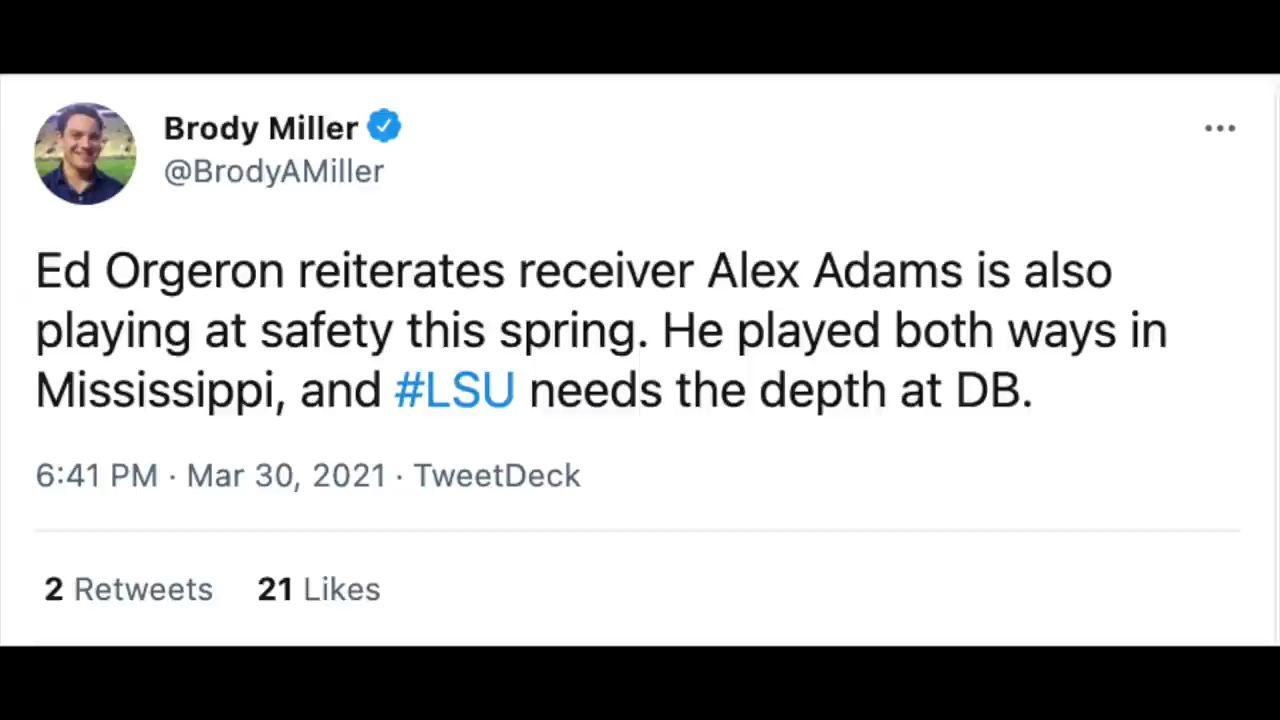 Brody Miller
@BrodyAMiller
Ed Orgeron reiterates receiver Alex Adams is also
playing at safety this spring. He played both ways in
Mississippi, and #LSU needs the depth at DB.
6:41 PM · Mar 30, 2021 · TweetDeck
2 Retweets 21 Likes